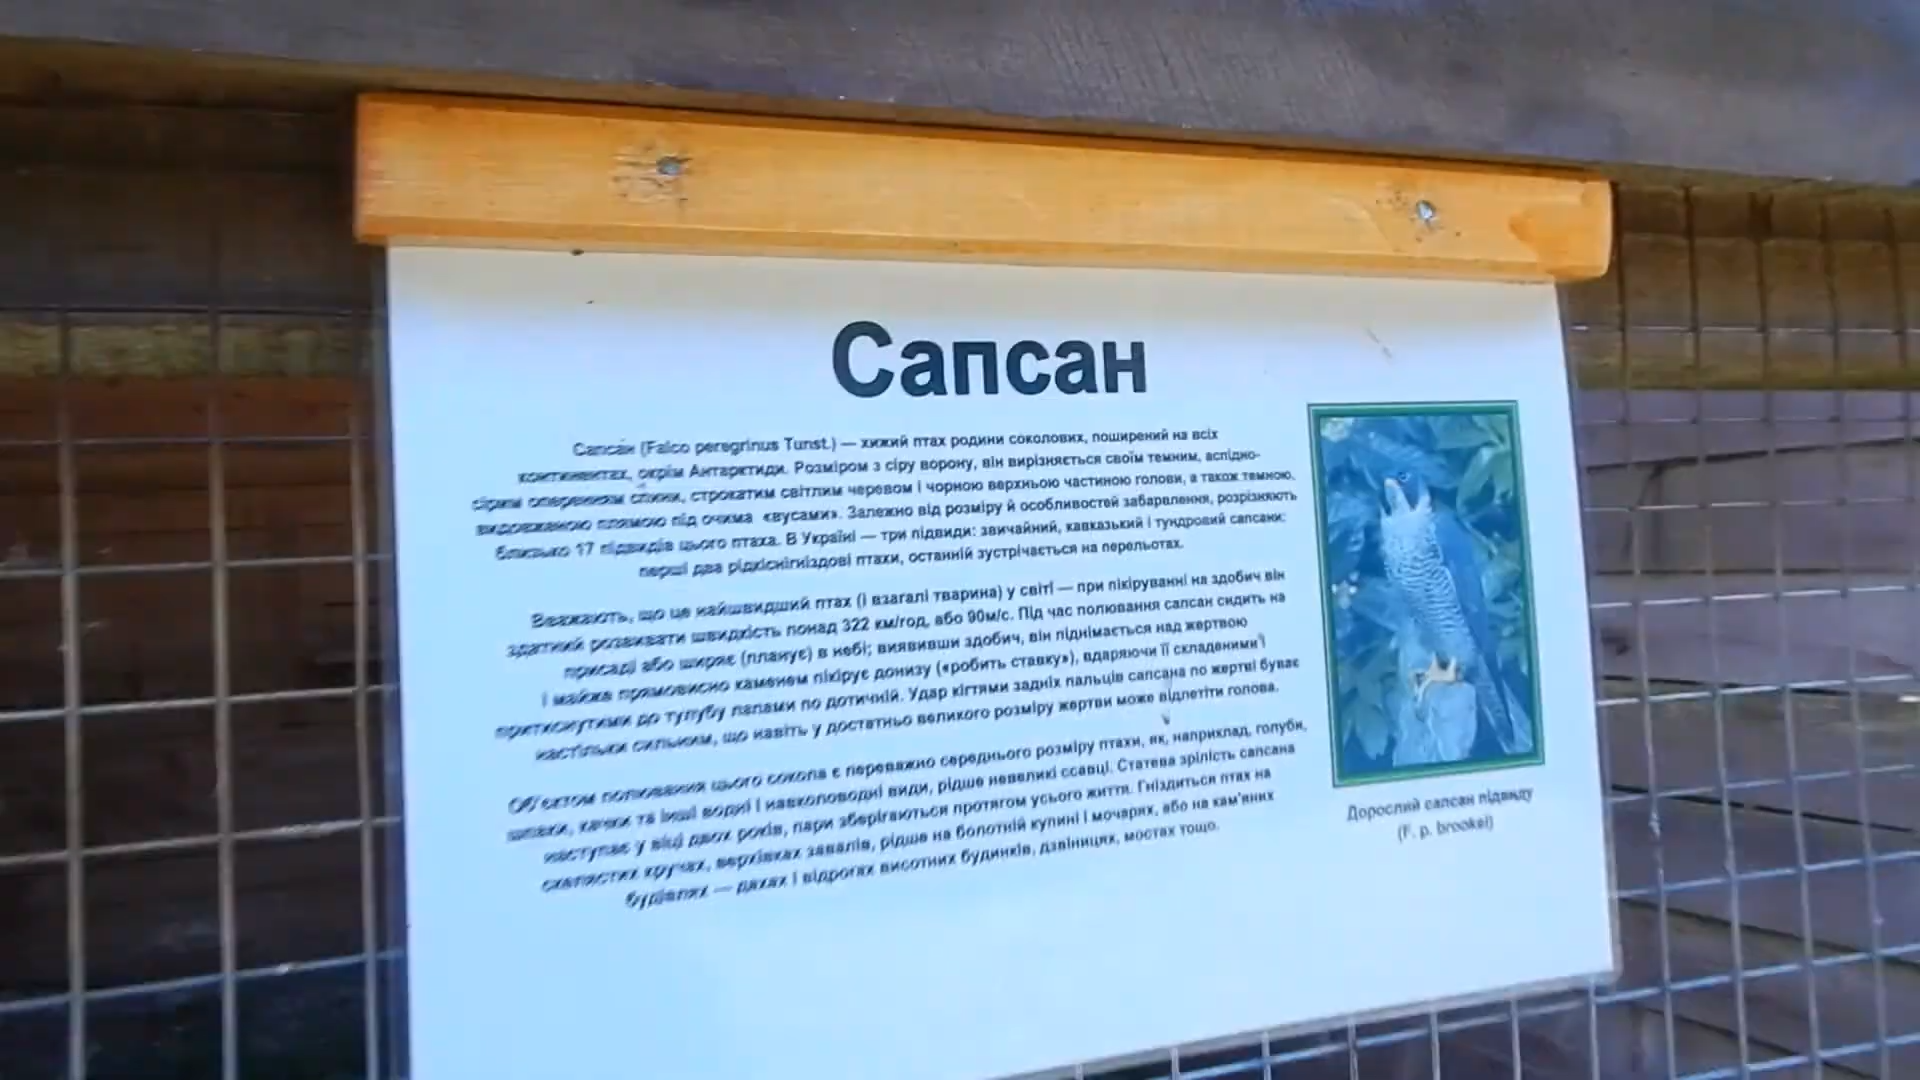 Сапсан
Сапсан (Falco peregrinus Tunst.) — хижий птах родини соколових, поширений на всіх
континентах, окрім Антарктиди. Розміром з сіру ворону, він вирізняється своїм темним, аспідно-
сірим оперенням спини, строкатим світлим черевом і чорною верхньою частиною голови, а також темною,
видовженою плямою під очима «вусами». Залежно від розміру й особливостей забарвлення, розрізняють
близько 17 підвидів цього птаха. В Україні — три підвиди: звичайний, кавказький і тундровий сапсани:
перші два рідкісні гніздові птахи, останній зустрічається на перельотах.
Вважають, що це найшвидший птах (і взагалі тварина) у світі — при пікіруванні на здобич він
здатний розвивати швидкість понад 322 км/год, або 90м/с. Під час полювання сапсан сидить на
присаді або ширяє (планує) в небі; виявивши здобич, він піднімається над жертвою
і майже прямовисно каменем пікірує донизу («робить ставку»), вдаряючи її складеними і
притиснутими до тулубу лапами по дотичній. Удар кігтями задніх пальців сапсана по жертві буває
настільки сильним, що навіть у достатньо великого розміру жертви може відлетіти голова.
Об'єктом полювання цього сокола є переважно середнього розміру птахи, як, наприклад, голуби,
шпаки, качки та інші водні і навколоводні види, рідше невеликі ссавці. Статева зрілість сапсана
наступає у віці двох років, пари зберігаються протягом усього життя. Гніздиться птах на
скелястих кручах, верхівках завалів, рідше на болотній купині і мочарях, або на кам'яних
будівлях — дахах і відрогах висотних будинків, дзвіницях, мостах тощо.
Дорослий сапсан підвиду
(F. p. brookei)